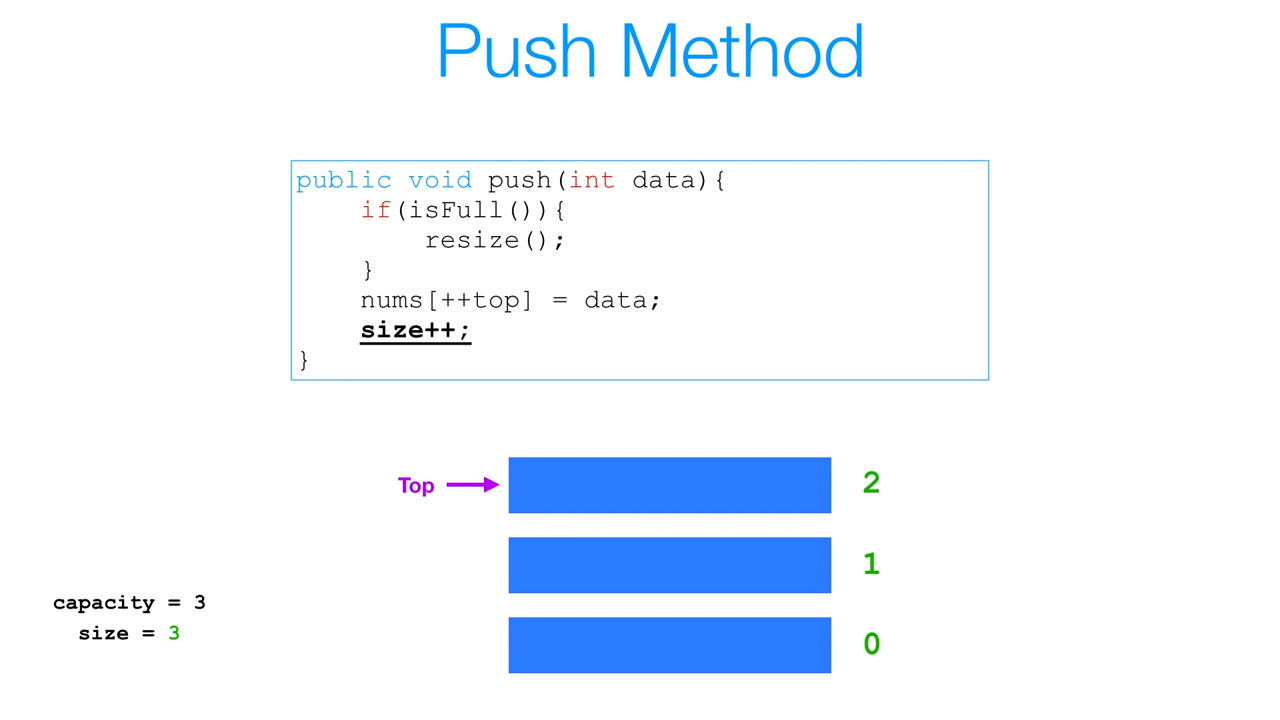 Push Method
public void push(int data){
    if(isFull()){
        resize();
    }
    nums[++top] = data;
    size++;
}
Top 2
1
capacity = 3
size = 3
0